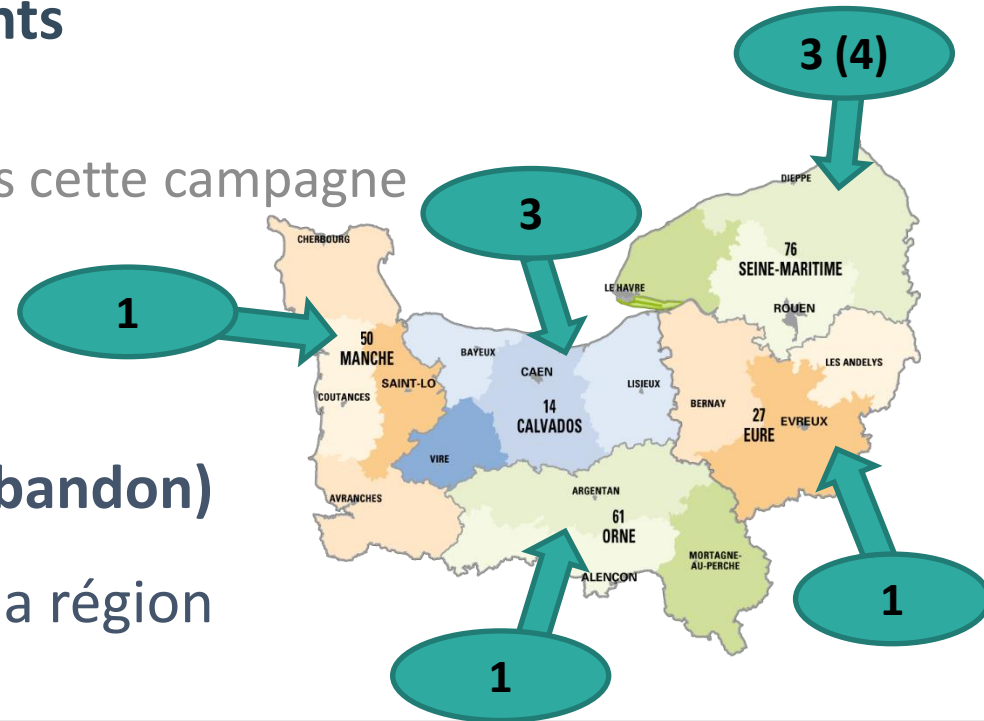 nts
3 (4)
s cette campagne
DIEPPE
3
CHERBOURG
76
SEINE-MARITIME
LE HAVRE
ROUEN
1
50
MANCHE
BAYEUX
CAEN
LISIEUX
LES ANDELYS
SAINT-LO
COUTANCES
14
CALVADOS
BERNAY
27
EURE
EVREUX
VIRE
bandon)
AVRANCHES
ARGENTAN
61
ORNE
MORTAGNE-
AU-PERCHE
ALENÇON
a région
1
1